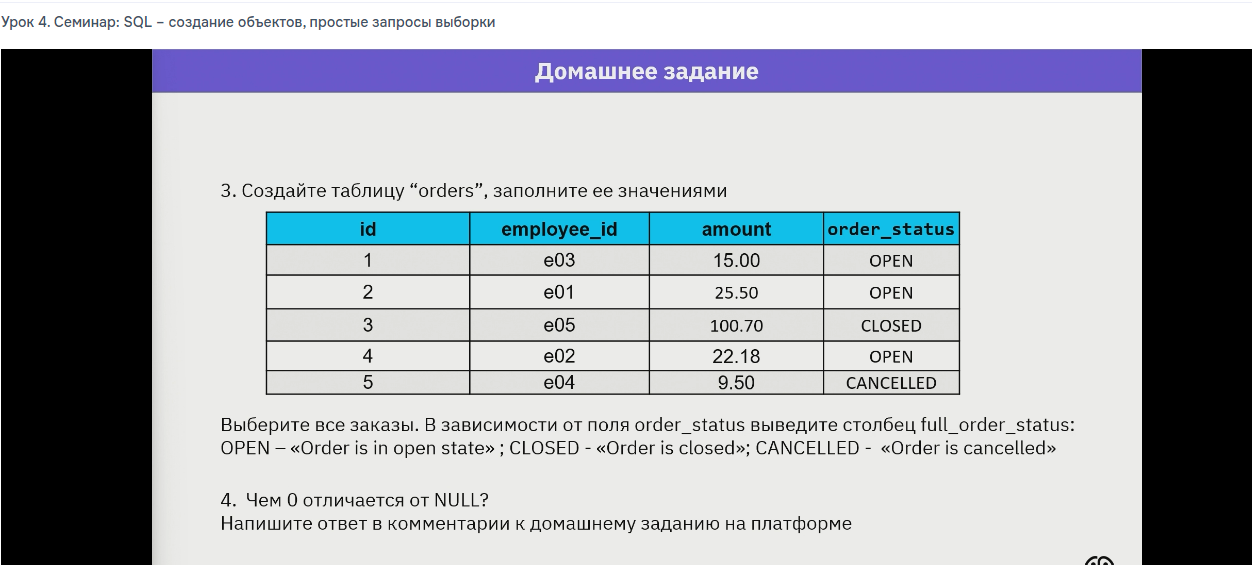 Урок 4. Семинар: SQL – создание объектов, простые запросы выборки
Домашнее задание
3. Создайте таблицу “orders”, заполните ее значениями
id employee_id amount order_status
1 e03 15.00 OPEN
2 e01 25.50 OPEN
3 e05 100.70 CLOSED
4 e02 22.18 OPEN
5 e04 9.50 CANCELLED
Выберите все заказы. В зависимости от поля order_status выведите столбец full_order_status:
OPEN – «Order is in open state» ; CLOSED - «Order is closed»; CANCELLED - «Order is cancelled»
4. Чем 0 отличается от NULL?
Напишите ответ в комментарии к домашнему заданию на платформе